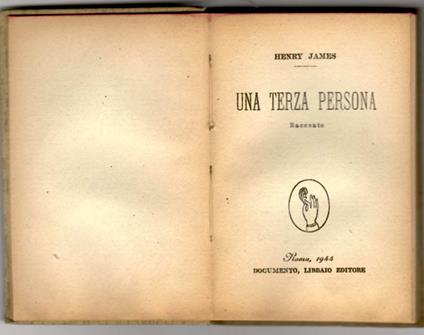 HENRY JAMES
UNA TERZA PERSONA
Racconto
Roma, 1944
DOCUMENTO, LIBRAIO EDITORE